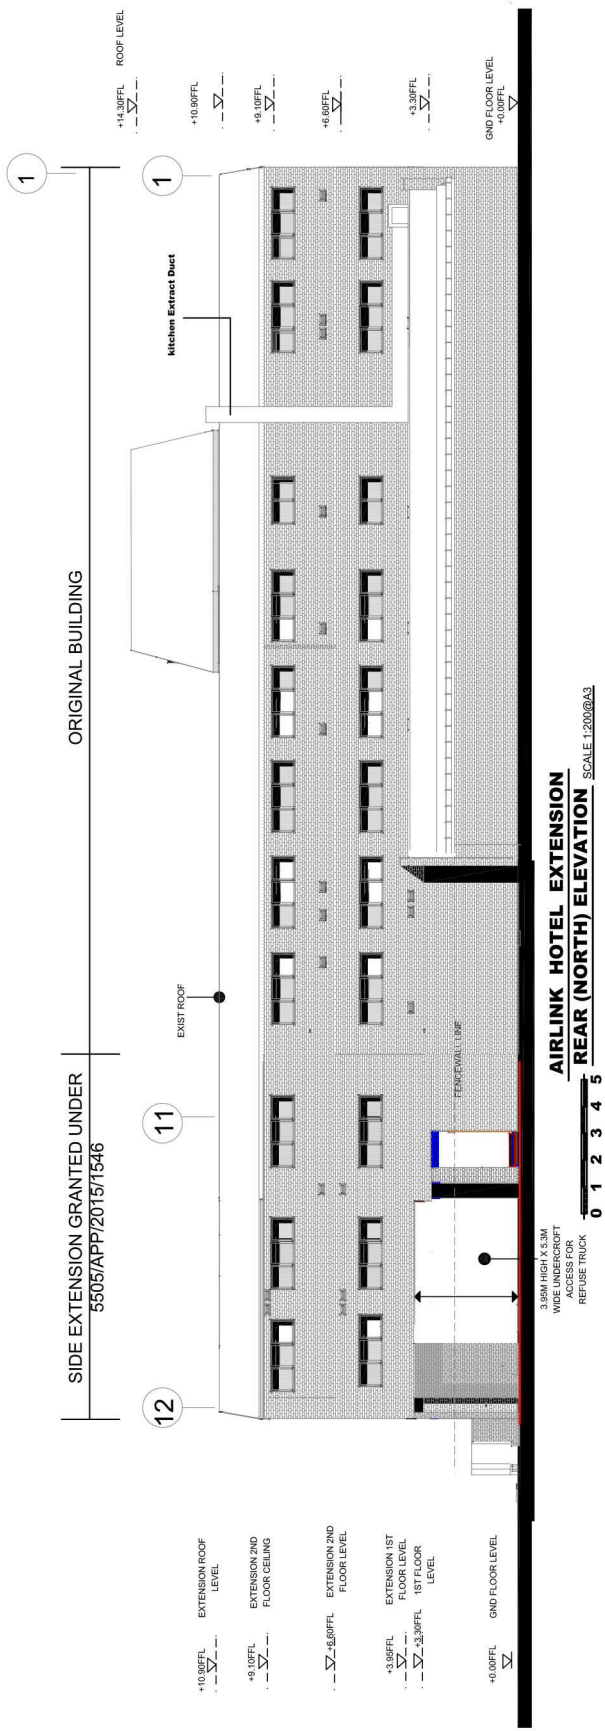 SIDE EXTENSION GRANTED UNDER
5505/APP/2015/1546
ORIGINAL BUILDING
1
12
11
1
EXIST ROOF
kitchen Extract Duct
+10.90FFL
EXTENSION ROOF
LEVEL
+9.10FFL
EXTENSION 2ND
FLOOR CEILING
+6.60FFL
EXTENSION 2ND
FLOOR LEVEL
+3.95FFL
EXTENSION 1ST
FLOOR LEVEL
+3.30FFL
1ST FLOOR
LEVEL
+0.00FFL
GND FLOOR LEVEL
+14.30FFL
ROOF LEVEL
+10.90FFL
+9.10FFL
+6.60FFL
+3.30FFL
GND FLOOR LEVEL
+0.00FFL
FENCEWALL LINE
3.95M HIGH X 5.3M
WIDE UNDERCROFT
ACCESS FOR
REFUSE TRUCK
AIRLINK HOTEL EXTENSION
REAR (NORTH) ELEVATION
SCALE 1:200@A3
0 1 2 3 4 5